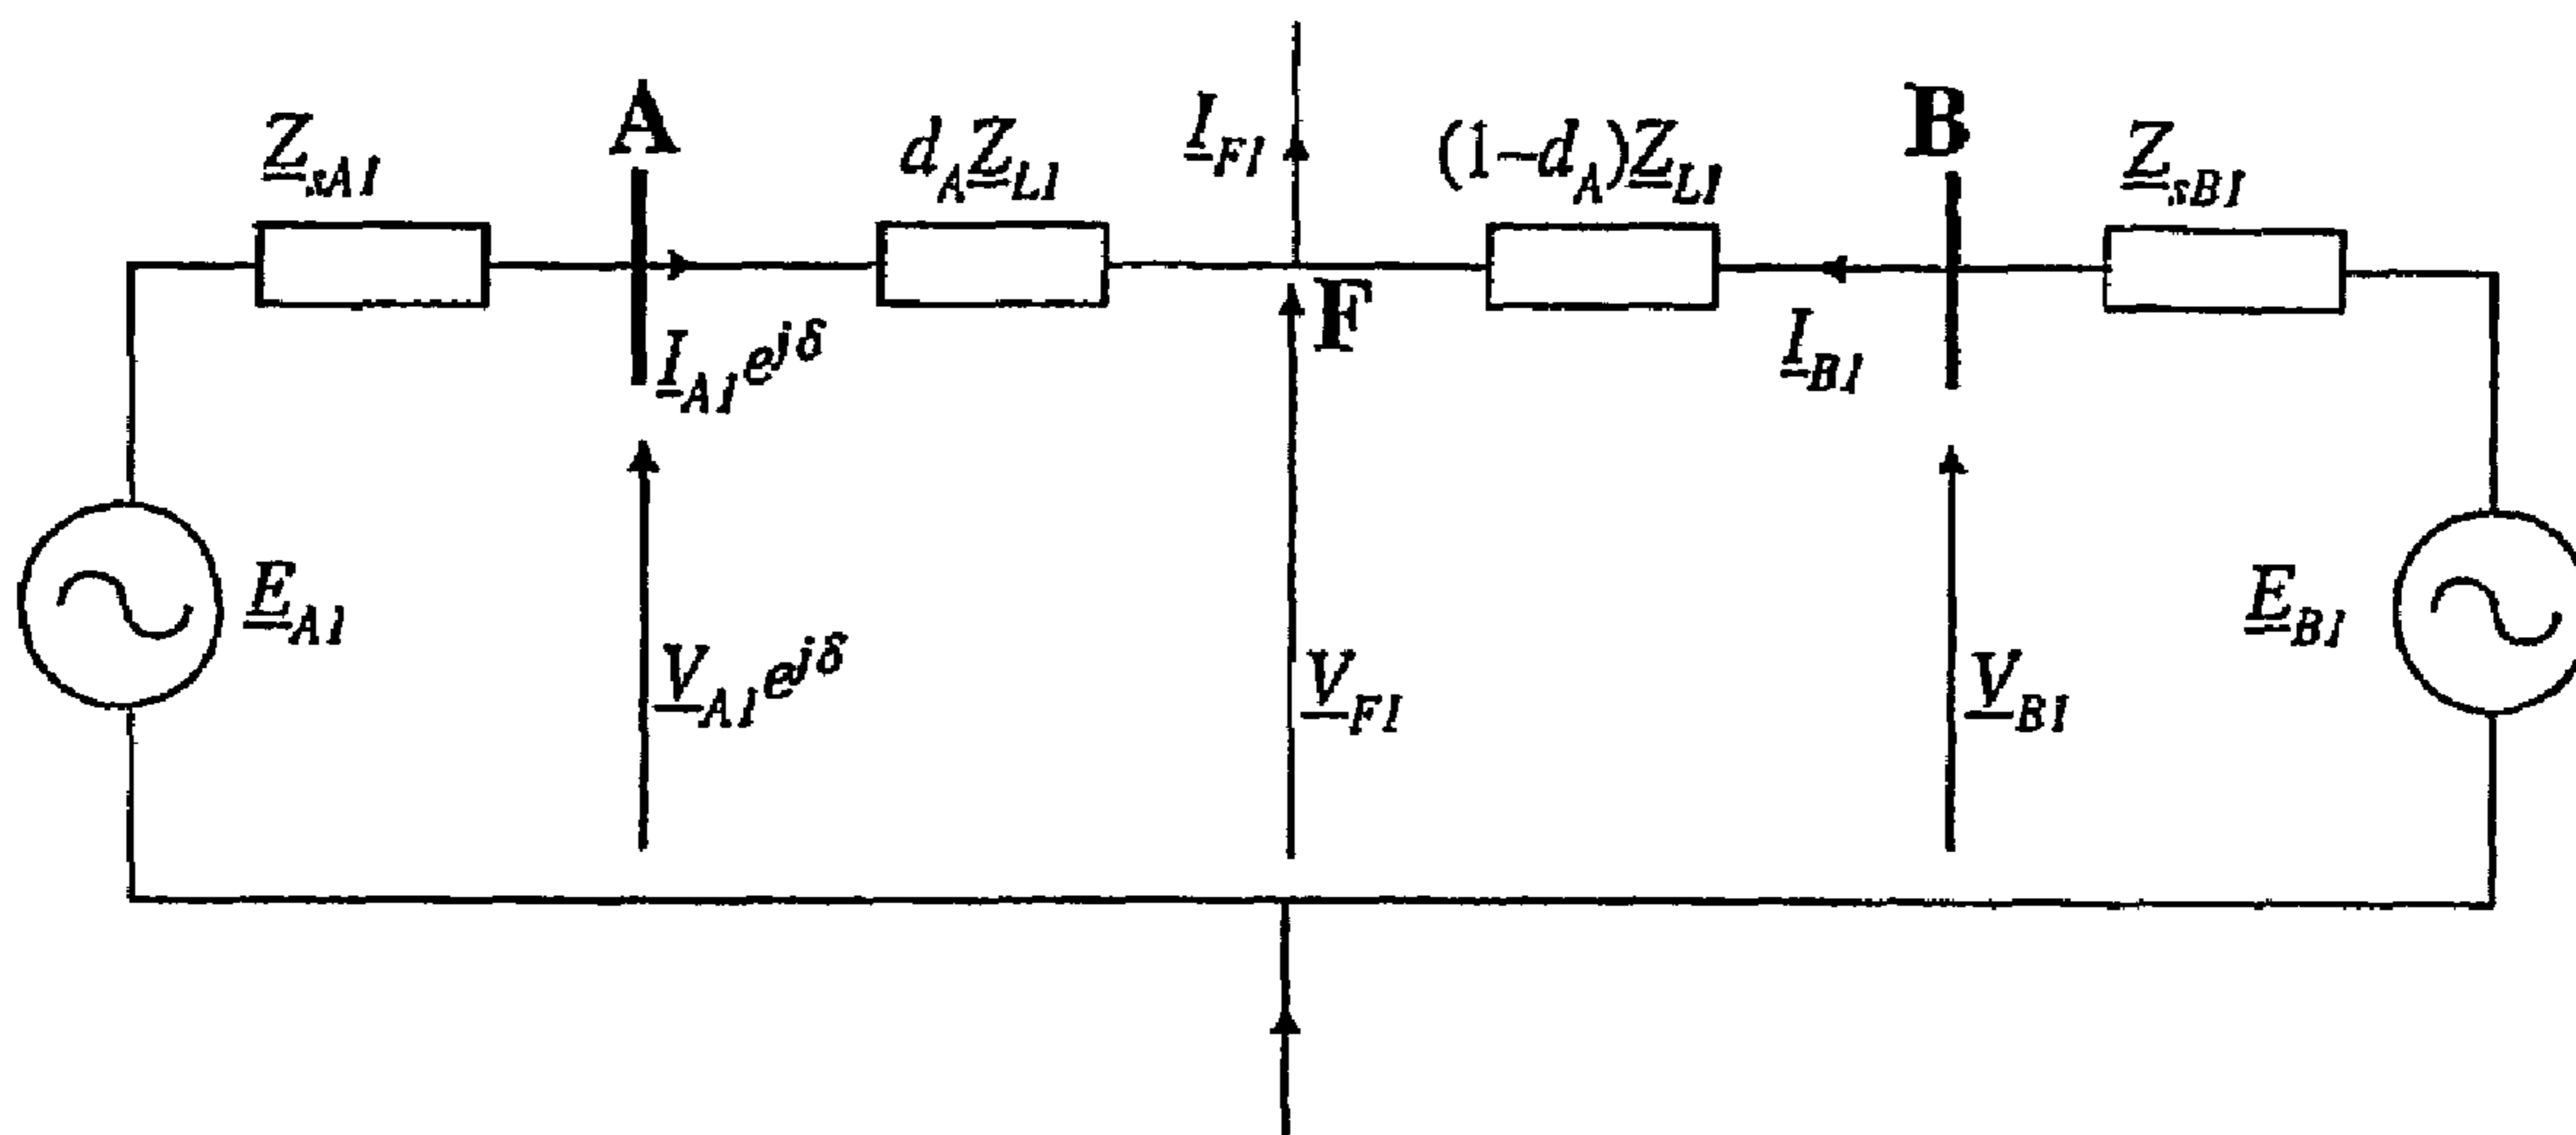 Z_sA1
A
d_A Z_L1
I_F1
(1–d_A)Z_L1
B
Z_sB1
F
I_A1 e^jδ
I_B1
E_A1
V_A1 e^jδ
V_F1
V_B1
E_B1